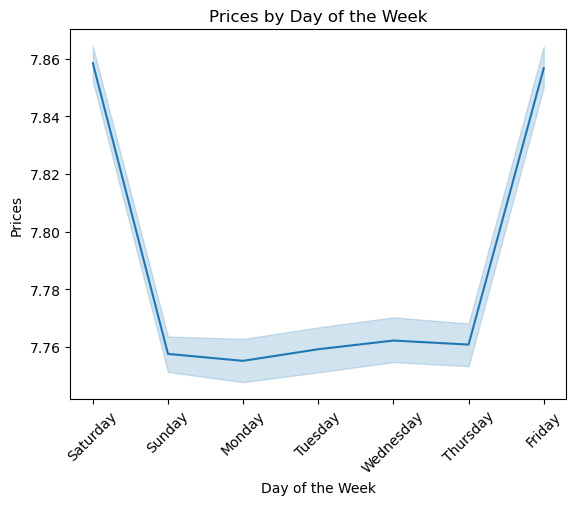 Prices by Day of the Week
Prices
7.86
7.84
7.82
7.80
7.78
7.76
Saturday
Sunday
Monday
Tuesday
Wednesday
Thursday
Friday
Day of the Week